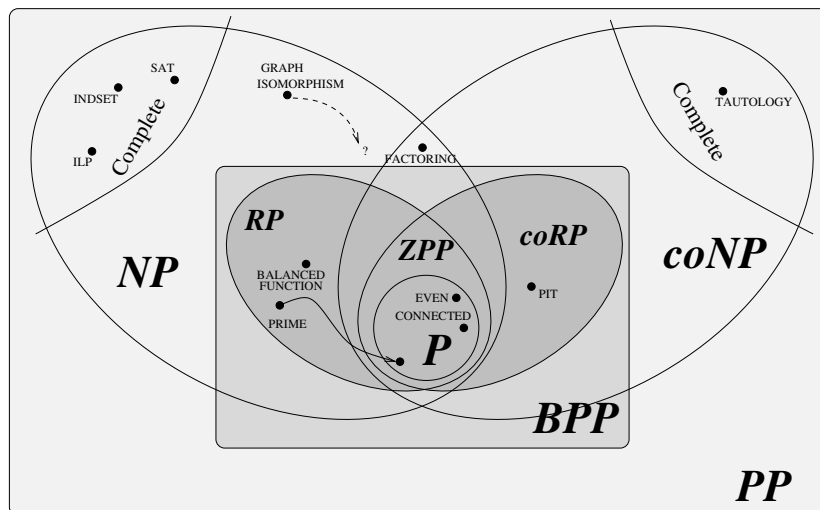 SAT
GRAPH
ISOMORPHISM
INDSET
TAUTOLOGY
Complete
Complete
ILP
?
FACTORING
RP
coRP
ZPP
NP
coNP
BALANCED
FUNCTION
EVEN
PIT
CONNECTED
PRIME
P
BPP
PP